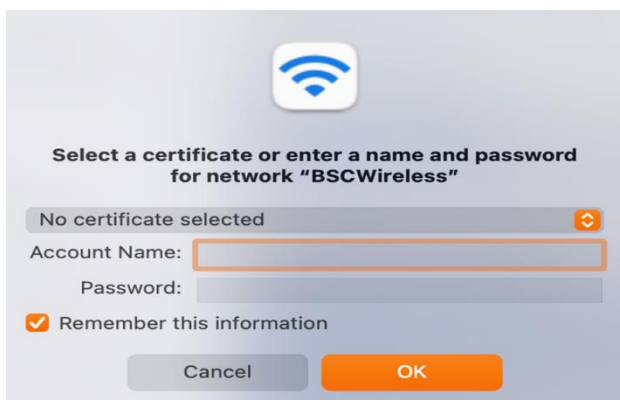 Select a certificate or enter a name and password
for network “BSCWireless”
No certificate selected
Account Name:
Password:
Remember this information
Cancel
OK